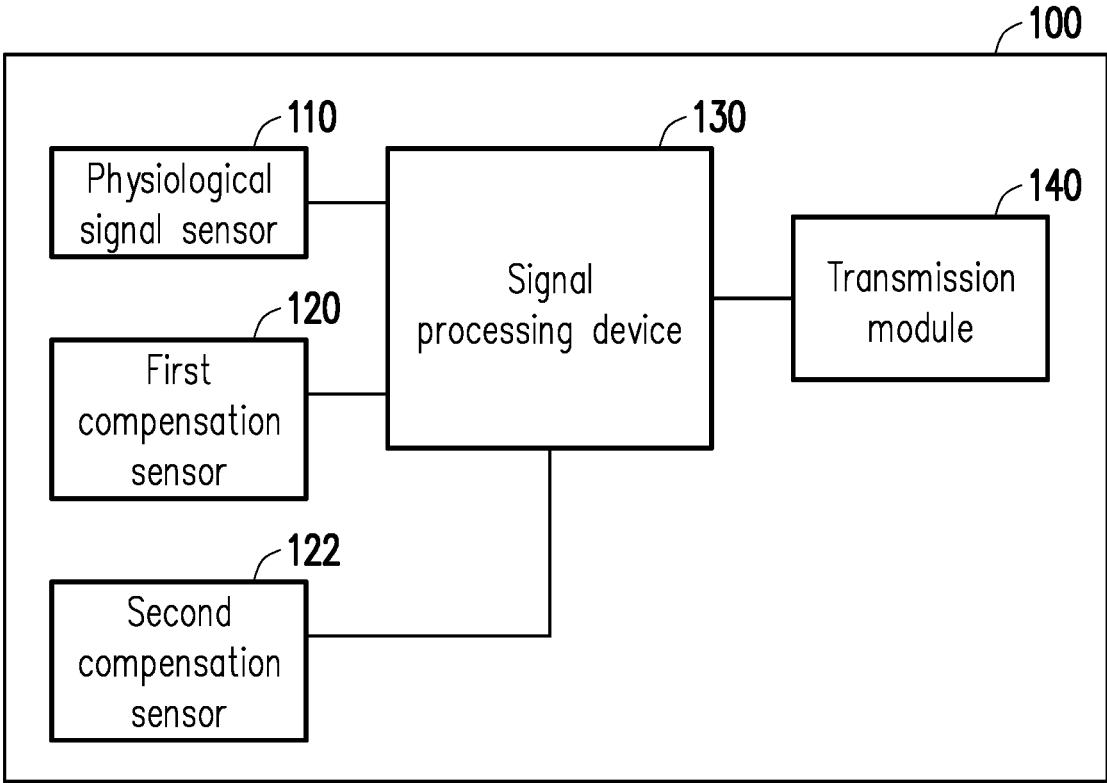 100
110
Physiological
signal sensor
120
First
compensation
sensor
122
Second
compensation
sensor
130
Signal
processing device
140
Transmission
module